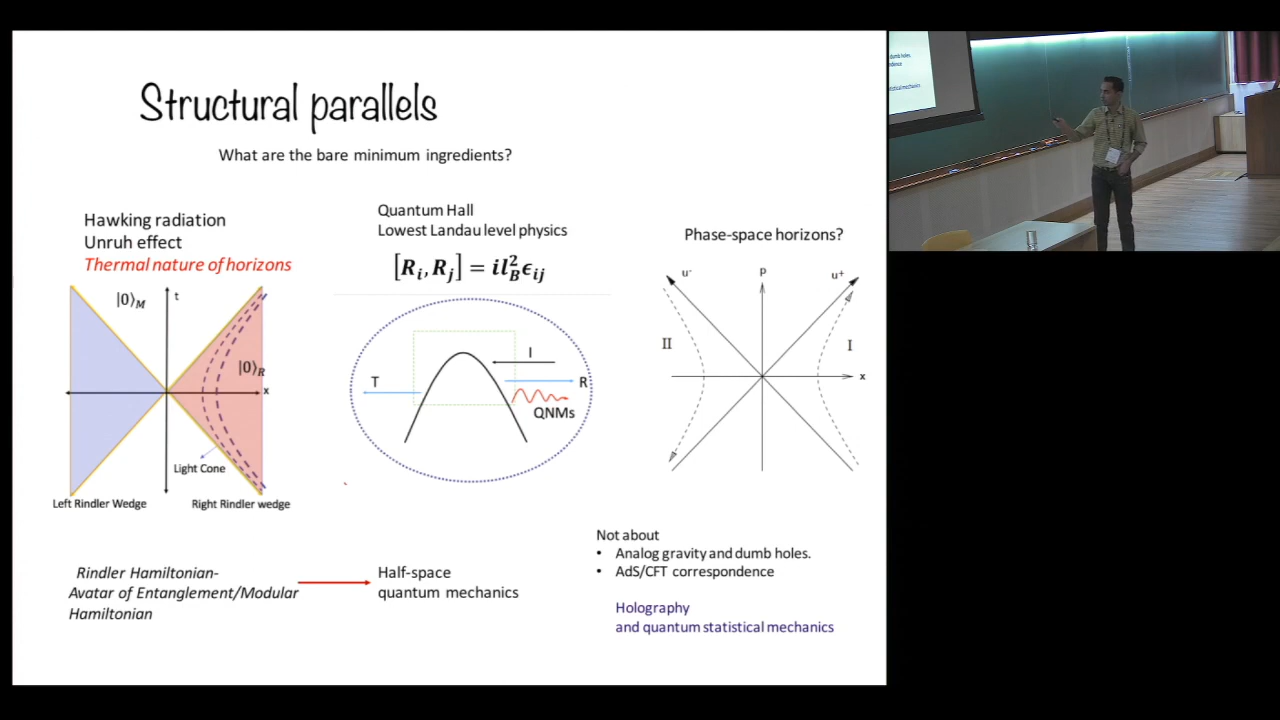 Structural parallels
What are the bare minimum ingredients?
Hawking radiation
Unruh effect
Thermal nature of horizons
|0⟩M
t
|0⟩R
x
Light Cone
Left Rindler Wedge
Right Rindler wedge
Quantum Hall
Lowest Landau level physics
[Ri, Rj] = il²Bϵij
I
T
R
QNMs
Phase-space horizons?
u-
p
u+
II
I
x
Rindler Hamiltonian-
Avatar of Entanglement/Modular
Hamiltonian
Half-space
quantum mechanics
Not about
• Analog gravity and dumb holes.
• AdS/CFT correspondence
Holography
and quantum statistical mechanics
dumb holes.